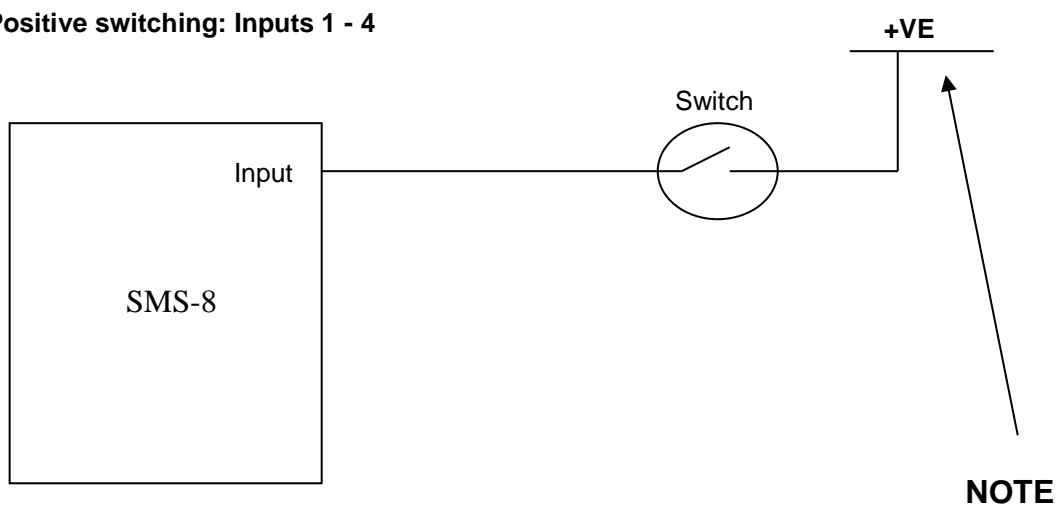 Positive switching: Inputs 1 - 4
+VE
Switch
Input
SMS-8
NOTE